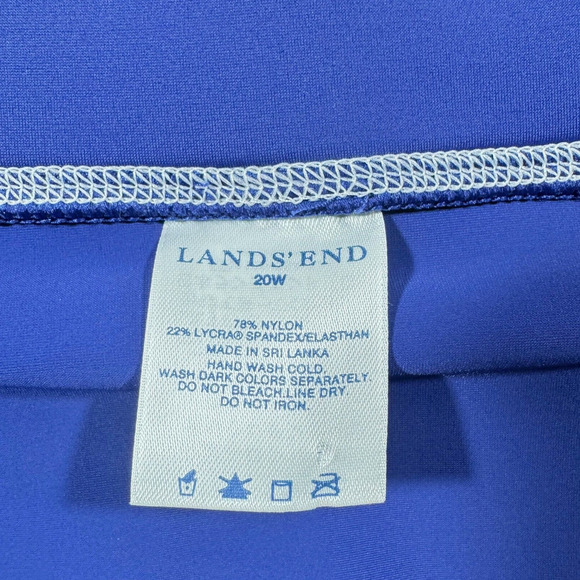 LANDS' END
20W
78% NYLON
22% LYCRA® SPANDEX/ELASTHAN
MADE IN SRI LANKA
HAND WASH COLD.
WASH DARK COLORS SEPARATELY.
DO NOT BLEACH.LINE DRY.
DO NOT IRON.